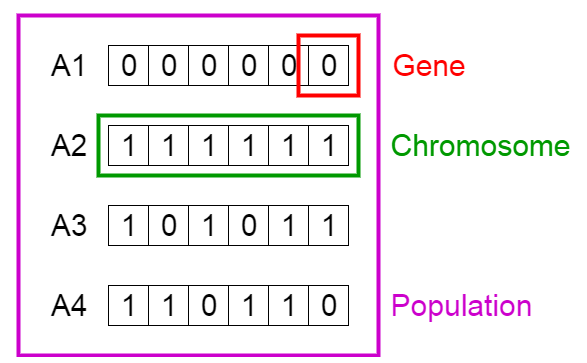 A1 0 0 0 0 0 0 Gene
A2 1 1 1 1 1 1 Chromosome
A3 1 0 1 0 1 1
A4 1 1 0 1 1 0 Population